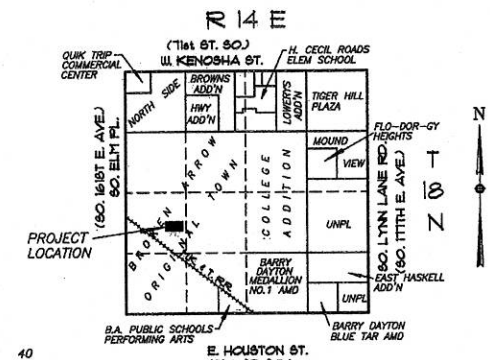 R 14 E
(71st ST. SO.)
W. KENOSHA ST.
QUIK TRIP
COMMERCIAL
CENTER
H. CECIL ROADS
ELEM SCHOOL
NORTH SIDE
BROWNS
ADD'N
HWY
ADD'N
LOWERYS
ADD'N
TIGER HILL
PLAZA
FLO-DOR-GY
HEIGHTS
MOUND
VIEW
(SO. 161ST E. AVE.)
SO. ELM PL.
BROKEN ARROW
ORIGINAL TOWN
COLLEGE
ADDITION
UNPL
SO. LYNN LANE RD.
(SO. 177TH E. AVE.)
T
18
N
N
PROJECT
LOCATION
BARRY
DAYTON
MEDALLION
NO.1 AMD
EAST HASKELL
ADD'N
UNPL
B.A. PUBLIC SCHOOLS
PERFORMING ARTS
BARRY DAYTON
BLUE TAR AMD
40
E. HOUSTON ST.